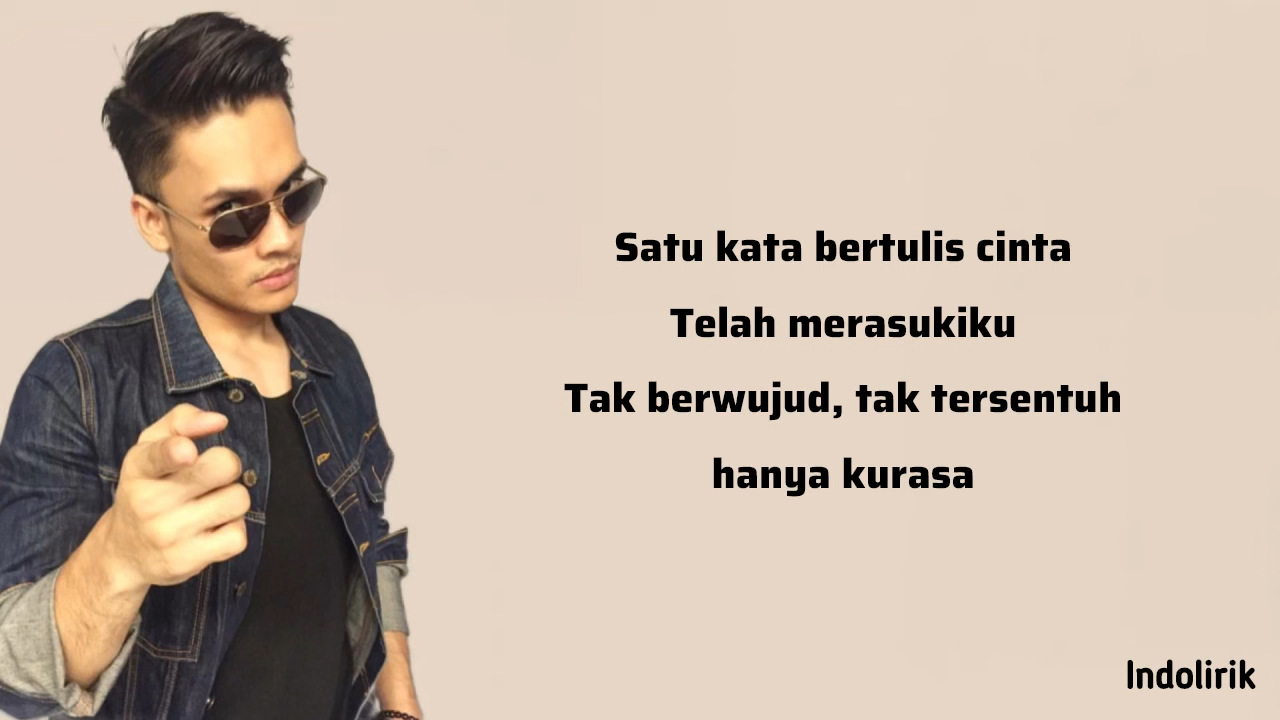 Satu kata bertulis cinta
Telah merasukiku
Tak berwujud, tak tersentuh
hanya kurasa
Indolirik